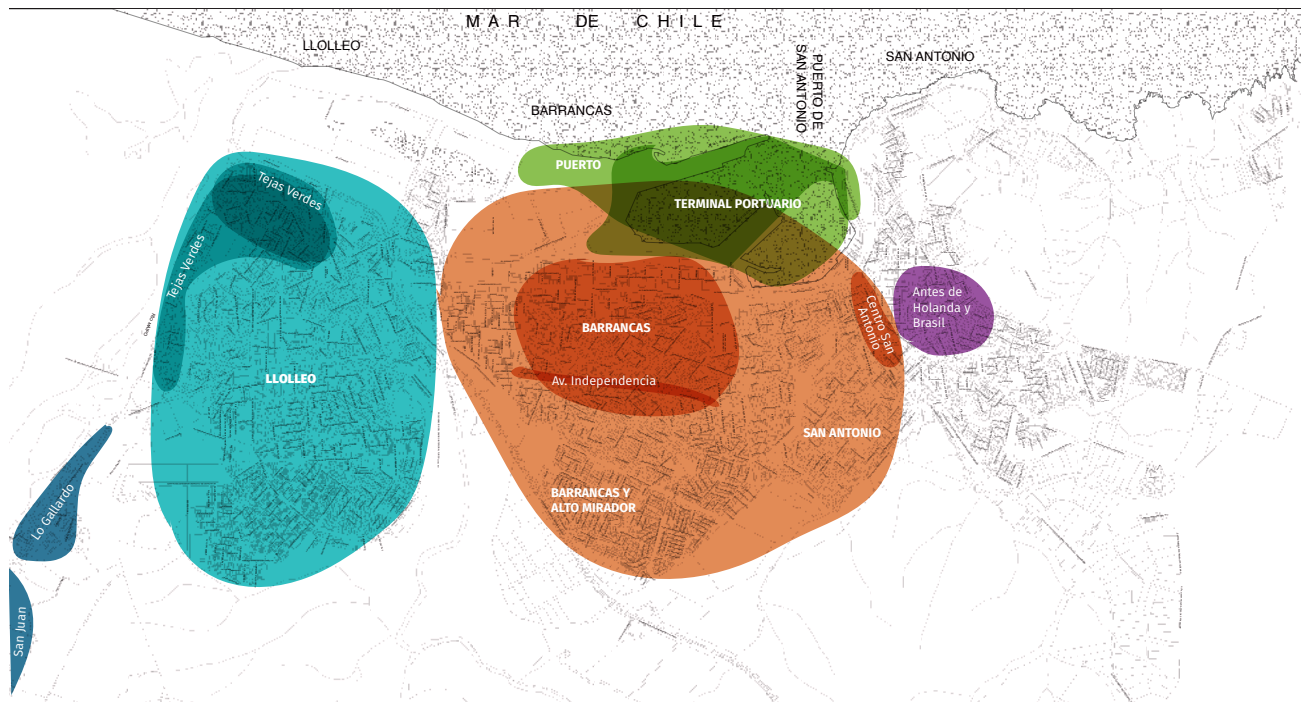 MAR DE CHILE
LLOLLEO
PUERTO DE
SAN ANTONIO
SAN ANTONIO
BARRANCAS
PUERTO
Tejas Verdes
TERMINAL PORTUARIO
Tejas Verdes
Antes de
Holanda y
Brasil
Centro San
Antonio
BARRANCAS
LLOLLEO
Av. Independencia
SAN ANTONIO
BARRANCAS Y
ALTO MIRADOR
Lo Gallardo
San Juan